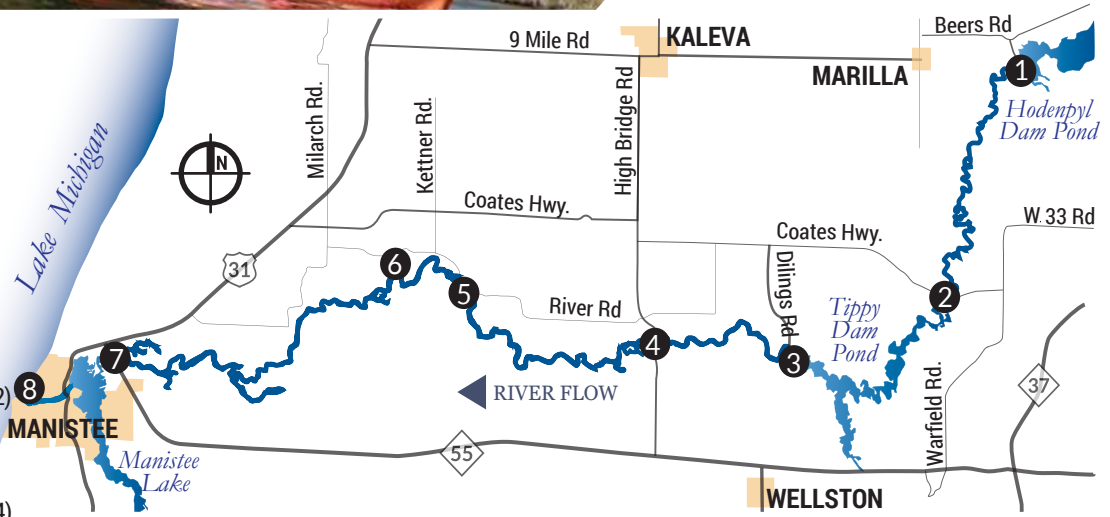 Beers Rd
9 Mile Rd
KALEVA
MARILLA
1
Hodenpyl
Dam Pond
Lake Michigan
Milarch Rd.
Kettner Rd.
High Bridge Rd
N
Coates Hwy.
Coates Hwy.
W. 33 Rd
31
6
5
River Rd
Dilings Rd
Tippy
Dam
Pond
2
4
3
7
8
2)
RIVER FLOW
Warfield Rd.
37
MANISTEE
55
Manistee
Lake
WELLSTON
4)